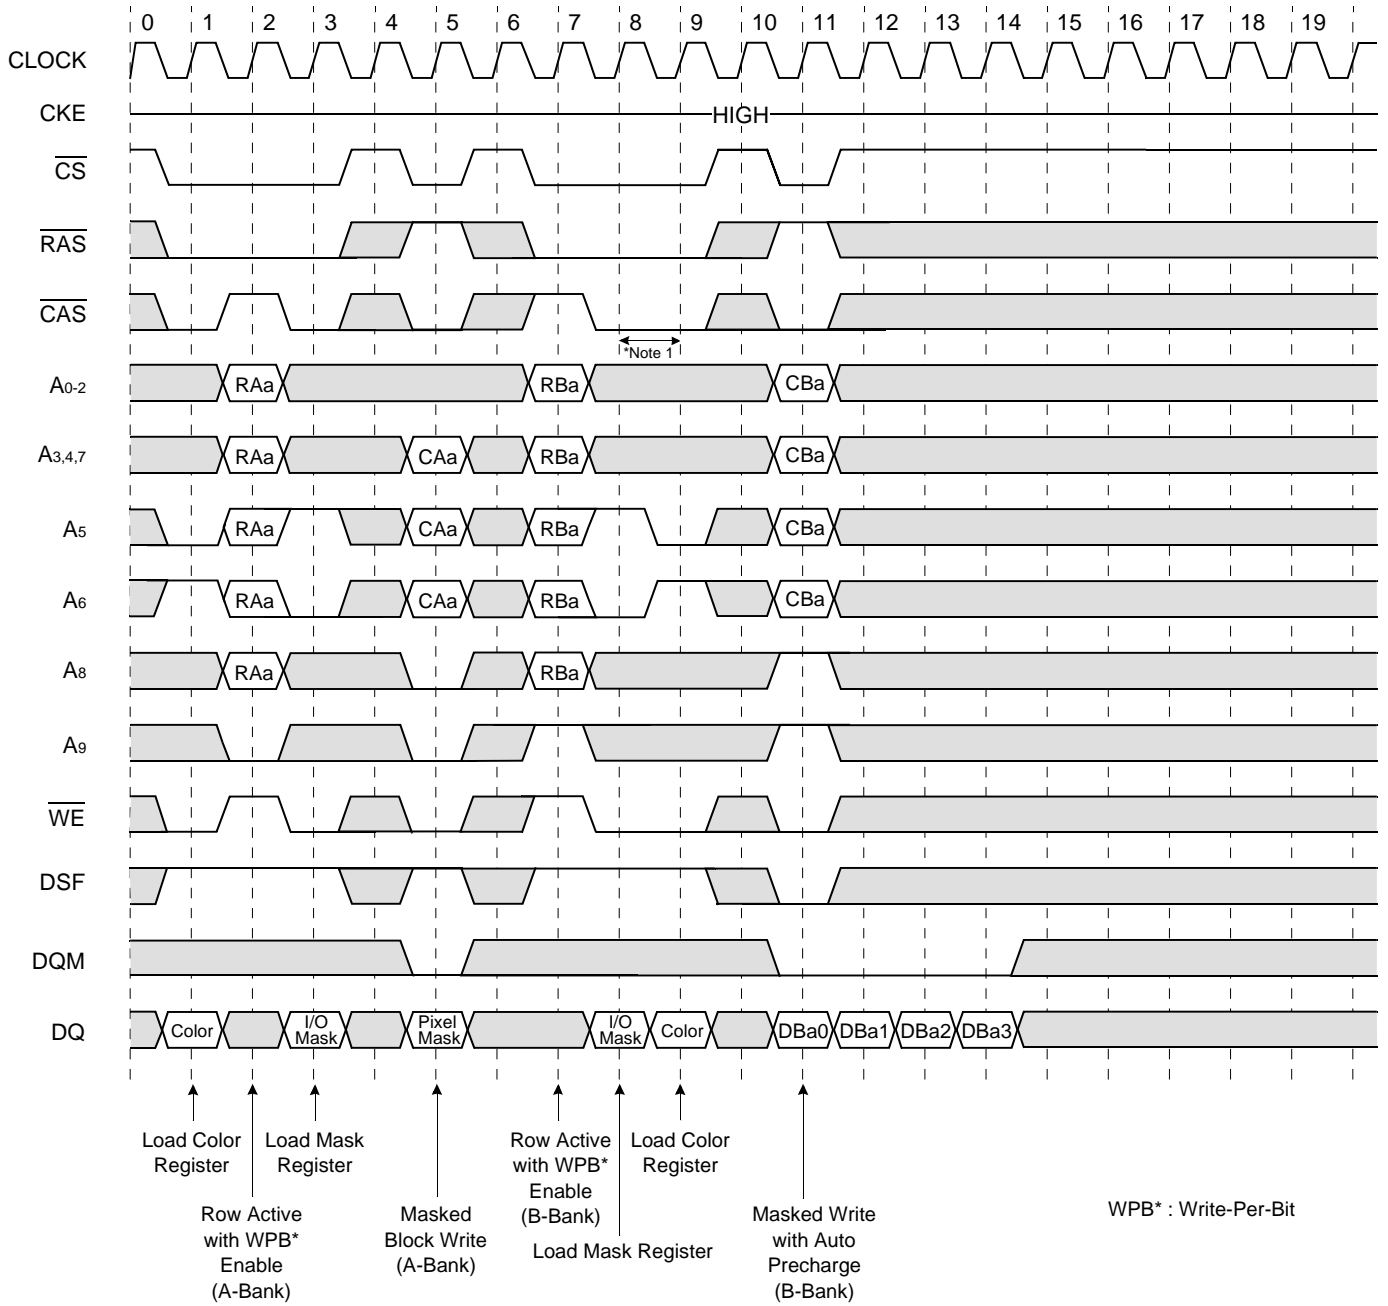 0 1 2 3 4 5 6 7 8 9 10 11 12 13 14 15 16 17 18 19
CLOCK
CKE
HIGH
CS
RAS
CAS
*Note 1
A0-2
RAa RBa CBa
A3,4,7
RAa CAa RBa CBa
A5
RAa CAa RBa CBa
A6
RAa CAa RBa CBa
A8
RAa RBa
A9
WE
DSF
DQM
DQ
Color I/O Mask Pixel Mask I/O Mask Color DBa0 DBa1 DBa2 DBa3
Load Color
Register
Load Mask
Register
Row Active
with WPB*
Enable
(B-Bank)
Load Color
Register
Row Active
with WPB*
Enable
(A-Bank)
Masked
Block Write
(A-Bank)
Load Mask Register
Masked Write
with Auto
Precharge
(B-Bank)
WPB* : Write-Per-Bit